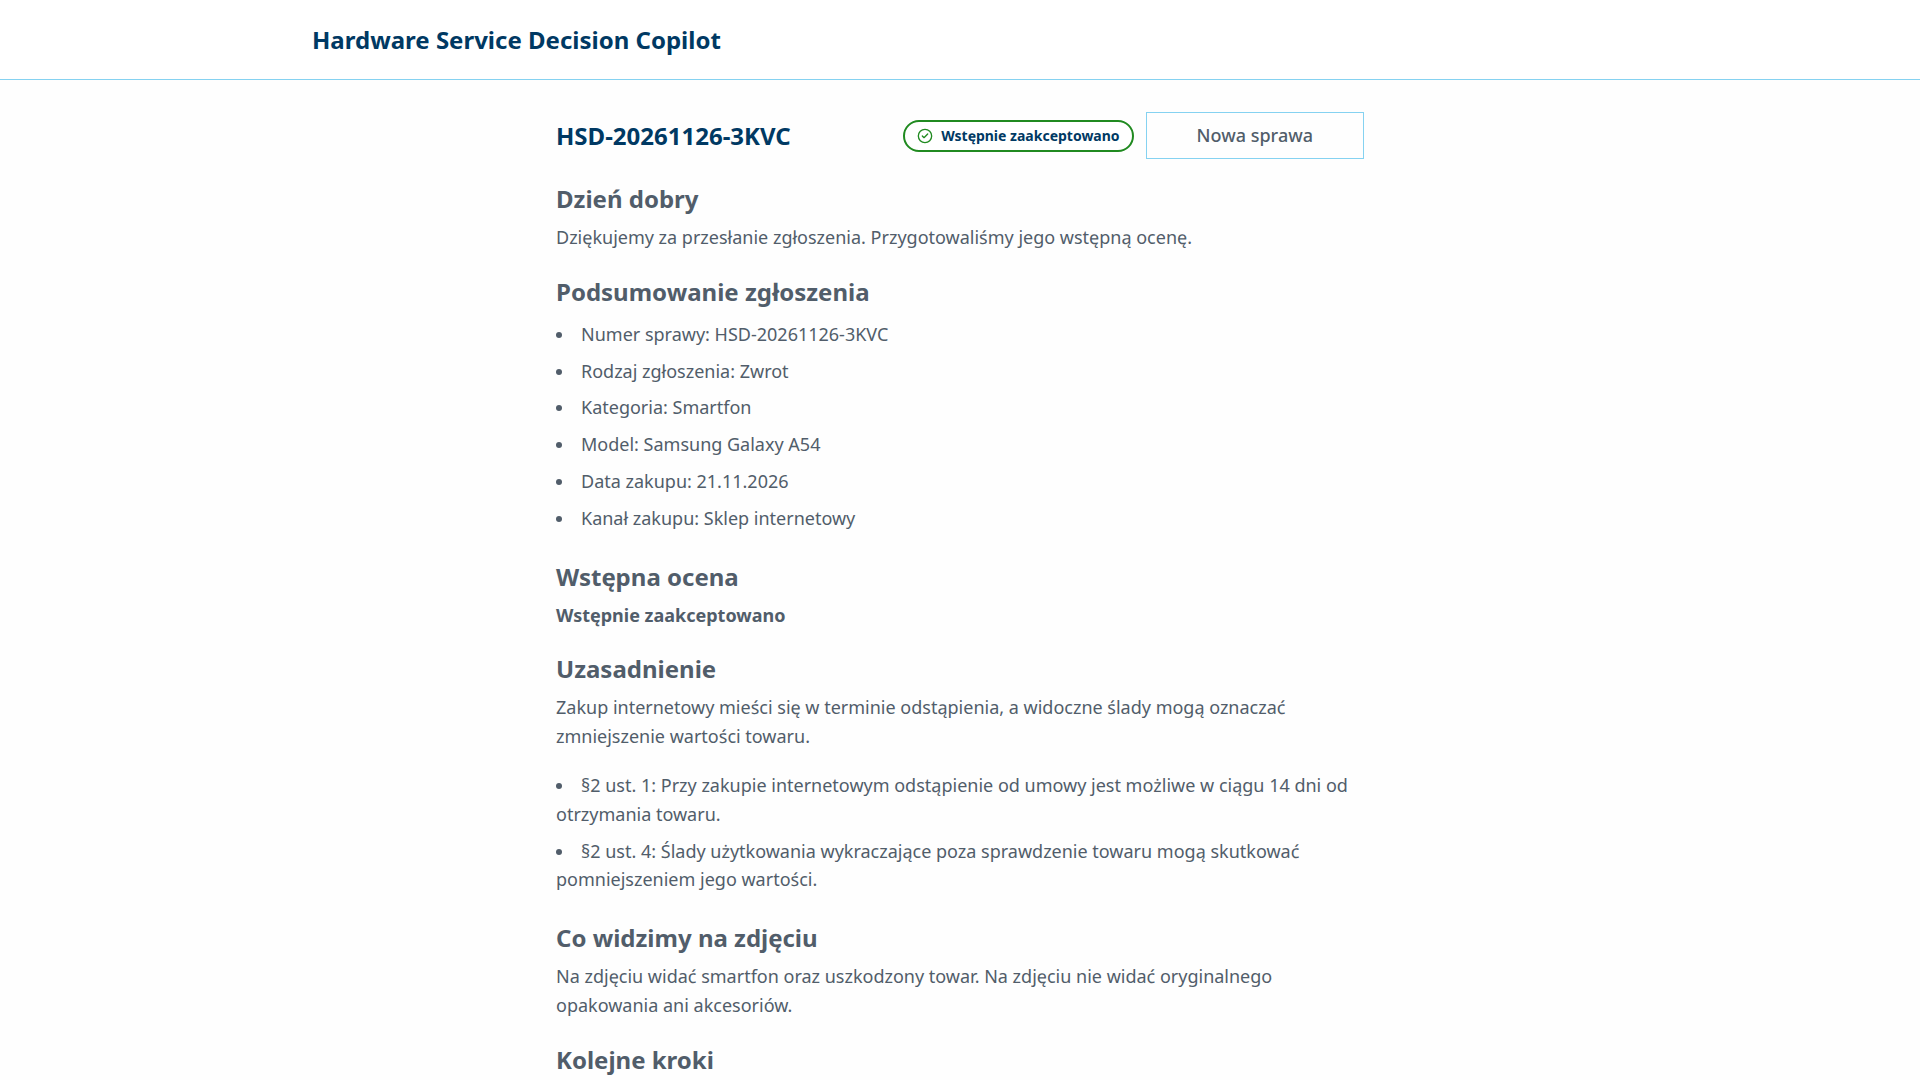 Hardware Service Decision Copilot
HSD-20261126-3KVC
Wstępnie zaakceptowano
Nowa sprawa
Dzień dobry
Dziękujemy za przesłanie zgłoszenia. Przygotowaliśmy jego wstępną ocenę.
Podsumowanie zgłoszenia
• Numer sprawy: HSD-20261126-3KVC
• Rodzaj zgłoszenia: Zwrot
• Kategoria: Smartfon
• Model: Samsung Galaxy A54
• Data zakupu: 21.11.2026
• Kanał zakupu: Sklep internetowy
Wstępna ocena
Wstępnie zaakceptowano
Uzasadnienie
Zakup internetowy mieści się w terminie odstąpienia, a widoczne ślady mogą oznaczać
zmniejszenie wartości towaru.
• §2 ust. 1: Przy zakupie internetowym odstąpienie od umowy jest możliwe w ciągu 14 dni od
otrzymania towaru.
• §2 ust. 4: Ślady użytkowania wykraczające poza sprawdzenie towaru mogą skutkować
pomniejszeniem jego wartości.
Co widzimy na zdjęciu
Na zdjęciu widać smartfon oraz uszkodzony towar. Na zdjęciu nie widać oryginalnego
opakowania ani akcesoriów.
Kolejne kroki